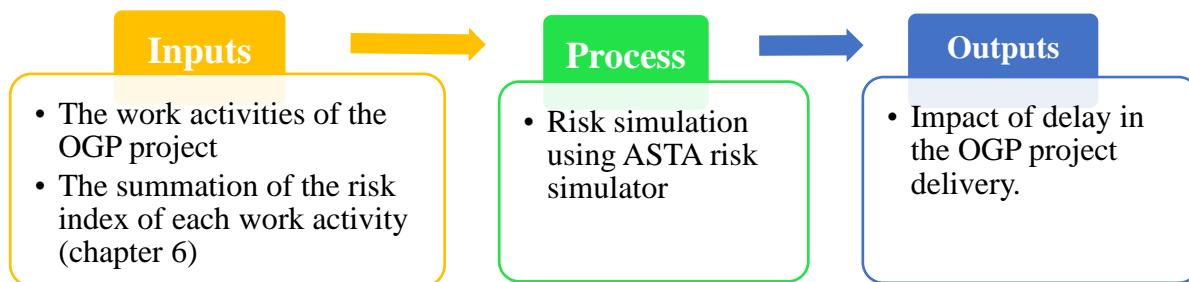 Inputs
• The work activities of the
OGP project
• The summation of the risk
index of each work activity
(chapter 6)
Process
• Risk simulation
using ASTA risk
simulator
Outputs
• Impact of delay in
the OGP project
delivery.